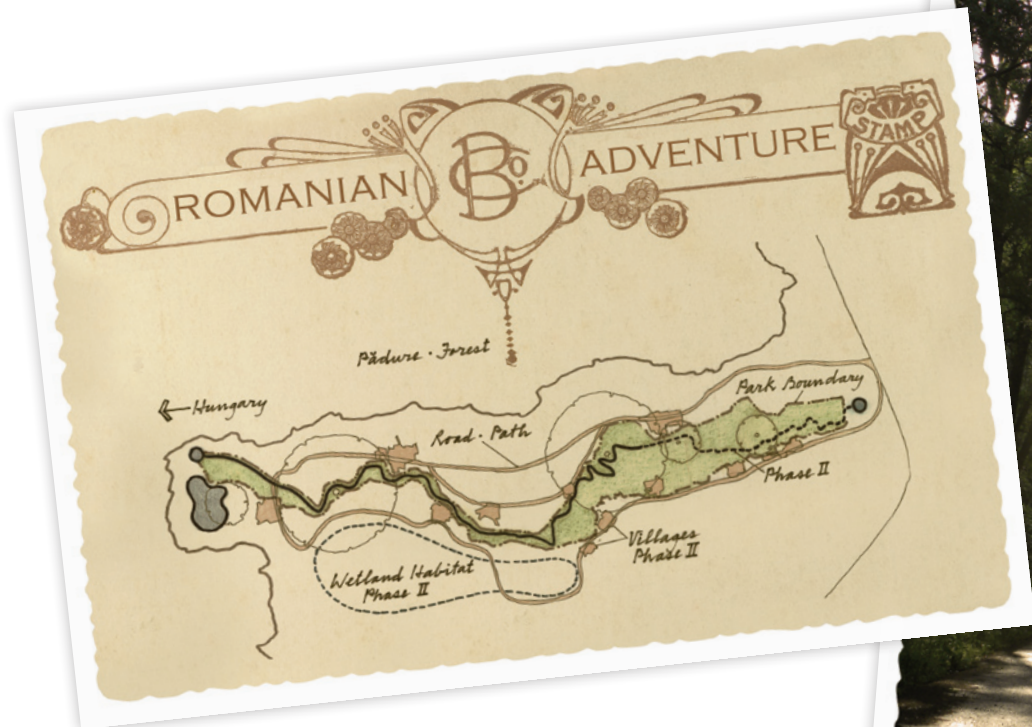 ROMANIAN
BCo.
ADVENTURE
STAMP
Pădure · Forest
Hungary
Road · Path
Park Boundary
Phase II
Villages
Phase II
Wetland Habitat
Phase II